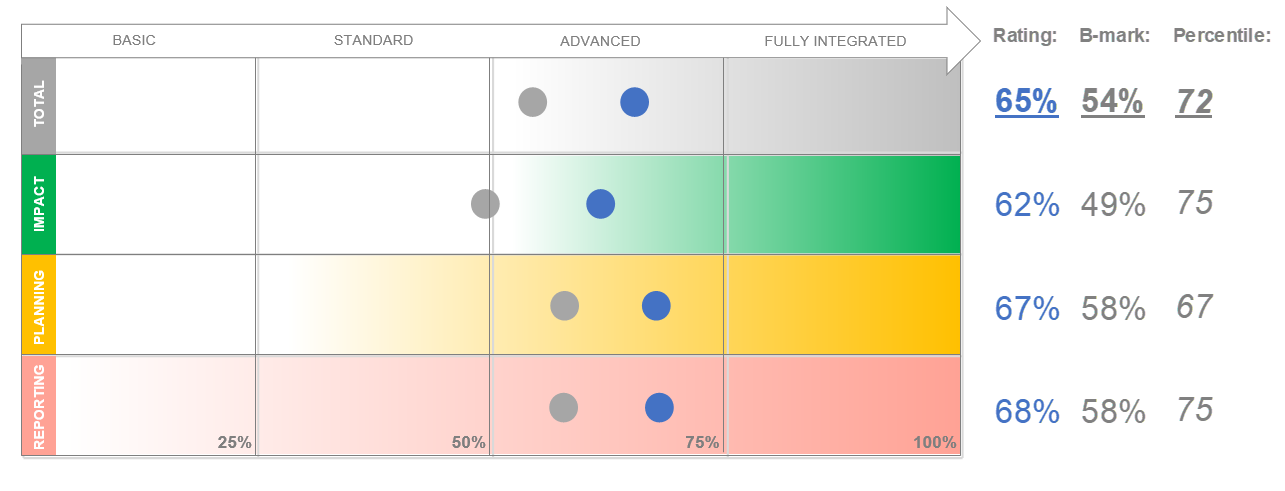 BASIC STANDARD ADVANCED FULLY INTEGRATED Rating: B-mark: Percentile:
TOTAL 65% 54% 72
IMPACT 62% 49% 75
PLANNING 67% 58% 67
REPORTING 68% 58% 75
25% 50% 75% 100%